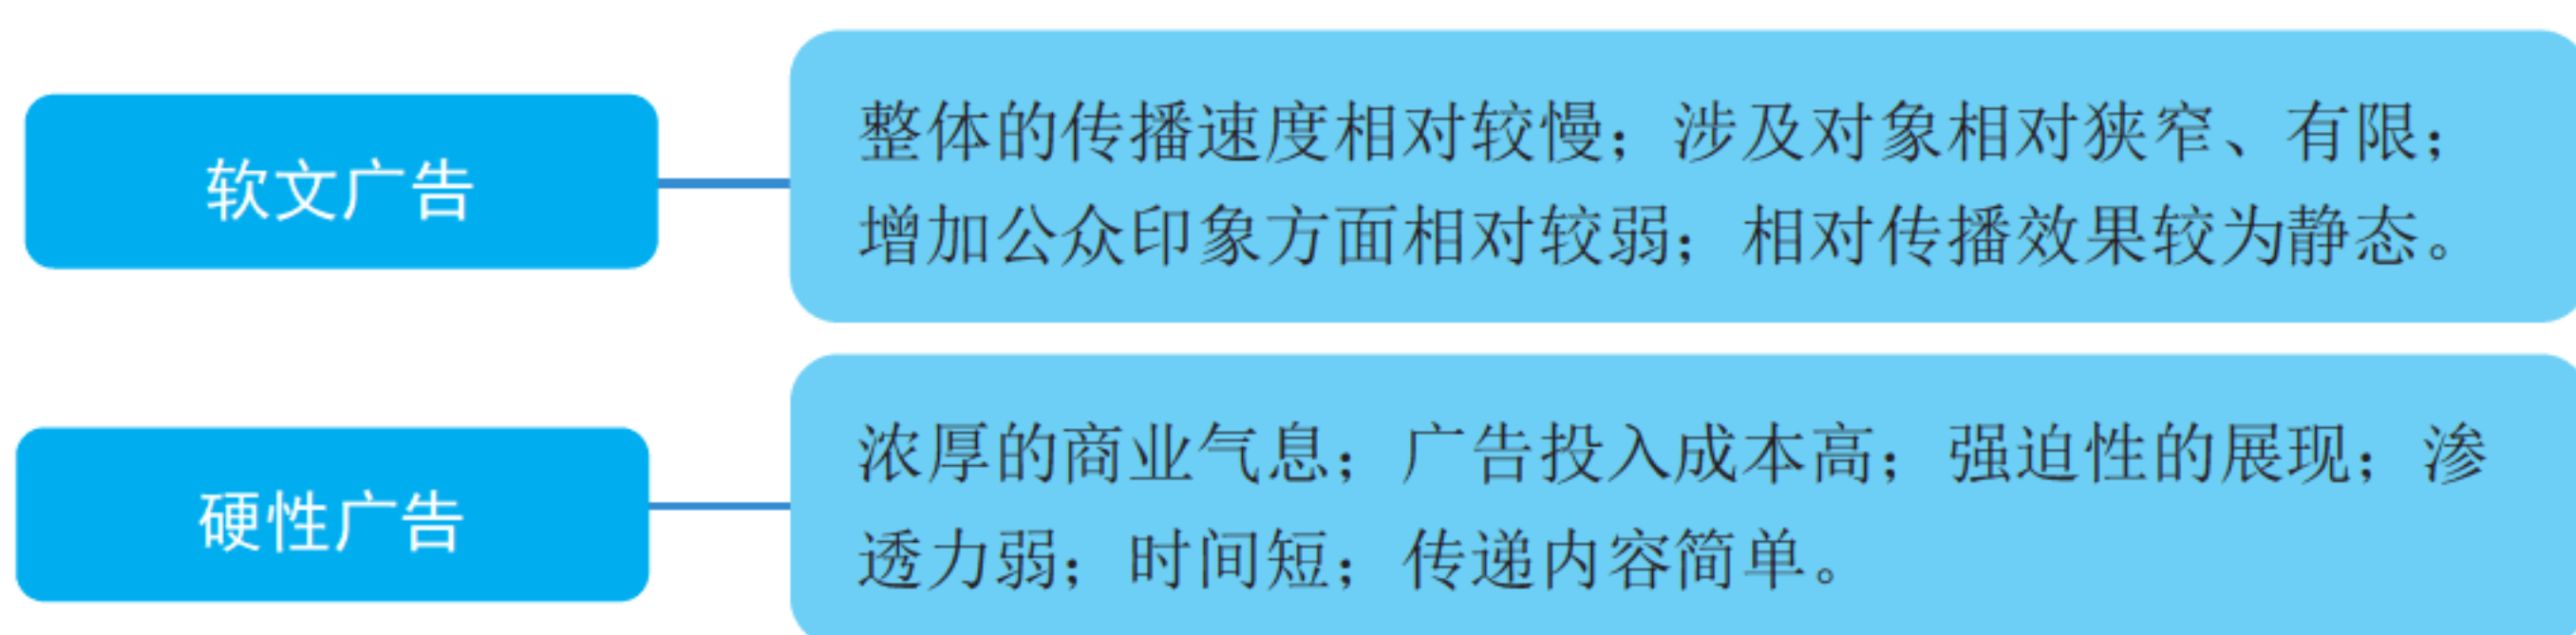 软文广告
整体的传播速度相对较慢；涉及对象相对狭窄、有限；
增加公众印象方面相对较弱；相对传播效果较为静态。
硬性广告
浓厚的商业气息；广告投入成本高；强迫性的展现；渗
透力弱；时间短；传递内容简单。